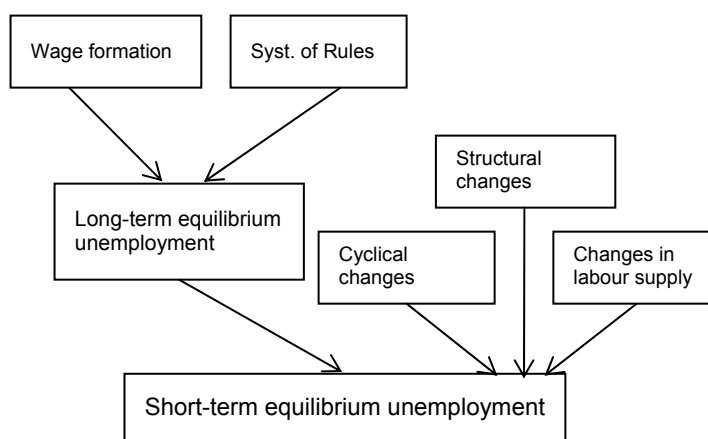 Wage formation
Syst. of Rules
Structural
changes
Long-term equilibrium
unemployment
Cyclical
changes
Changes in
labour supply
Short-term equilibrium unemployment